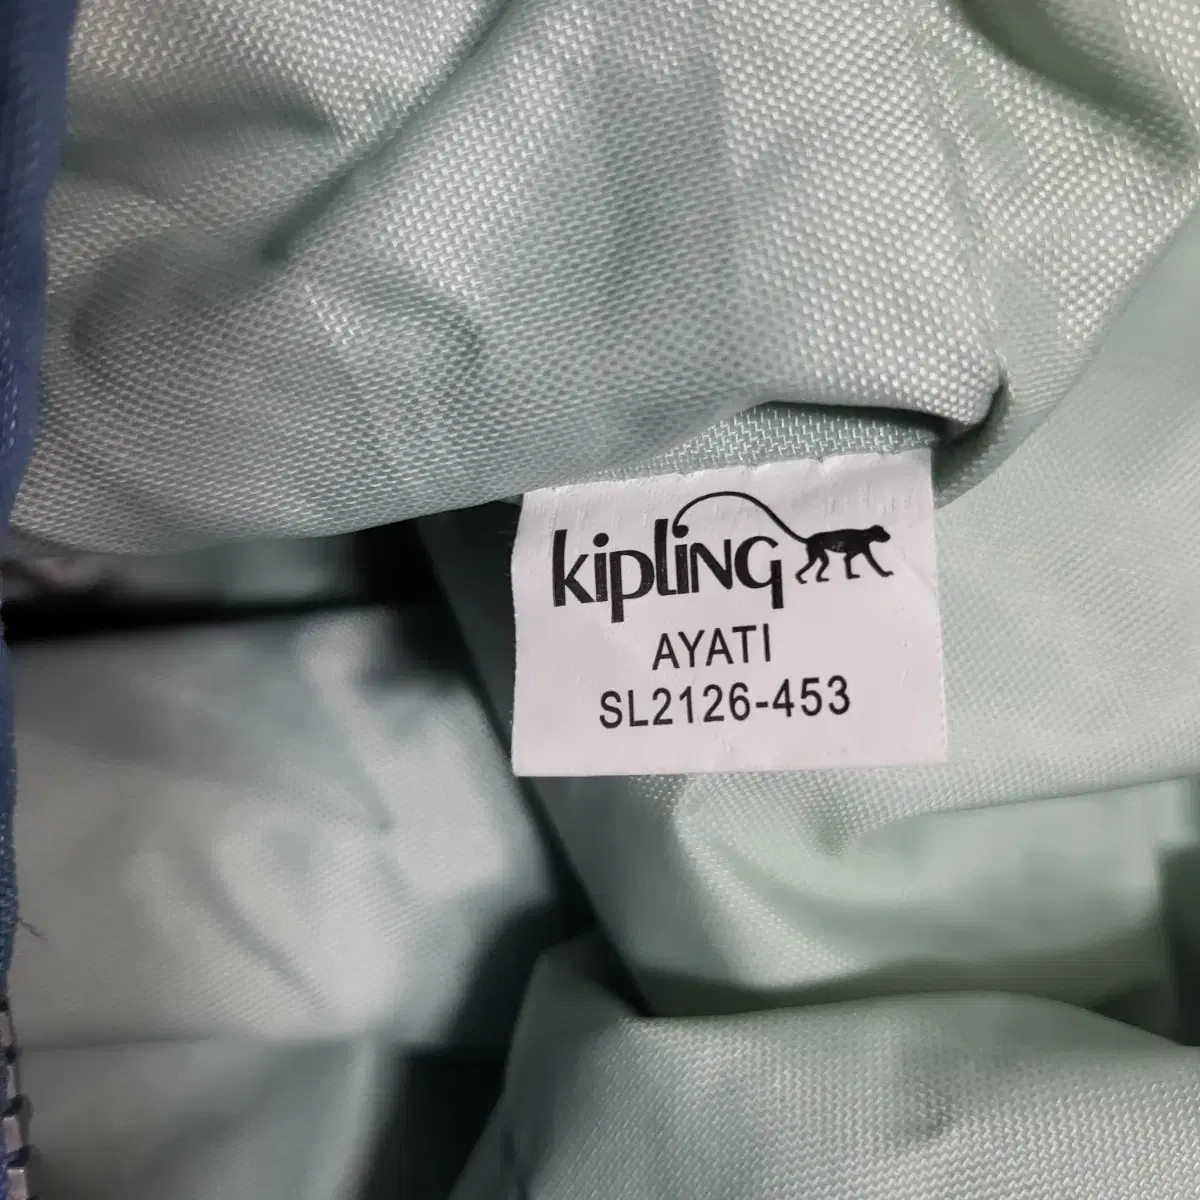 kipling
AYATI
SL2126-453